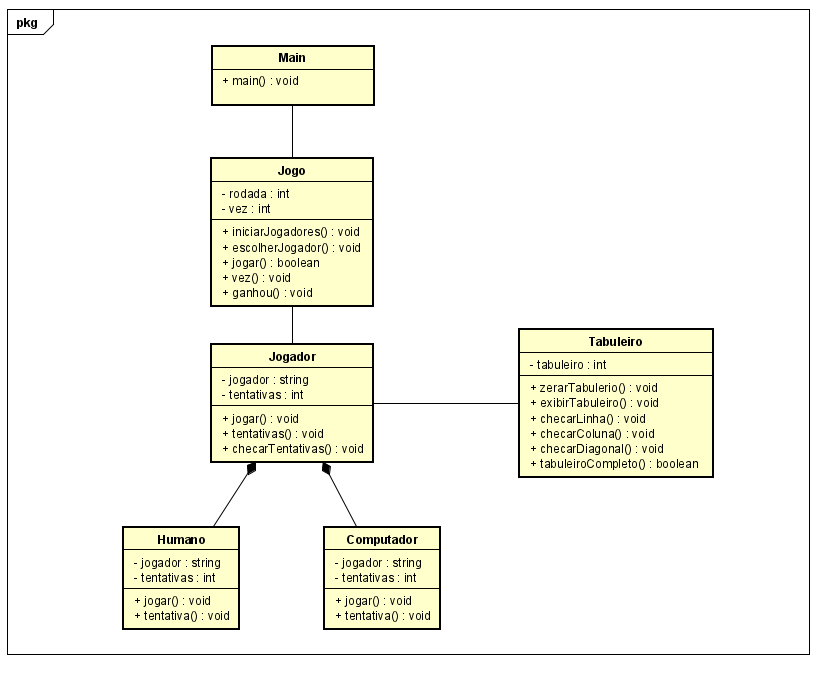 pkg
Main
+ main() : void
Jogo
- rodada : int
- vez : int
+ iniciarJogadores() : void
+ escolherJogador() : void
+ jogar() : boolean
+ vez() : void
+ ganhou() : void
Jogador
- jogador : string
- tentativas : int
+ jogar() : void
+ tentativas() : void
+ checarTentativas() : void
Tabuleiro
- tabuleiro : int
+ zerarTabulerio() : void
+ exibirTabuleiro() : void
+ checarLinha() : void
+ checarColuna() : void
+ checarDiagonal() : void
+ tabuleiroCompleto() : boolean
Humano
- jogador : string
- tentativas : int
+ jogar() : void
+ tentativa() : void
Computador
- jogador : string
- tentativas : int
+ jogar() : void
+ tentativa() : void